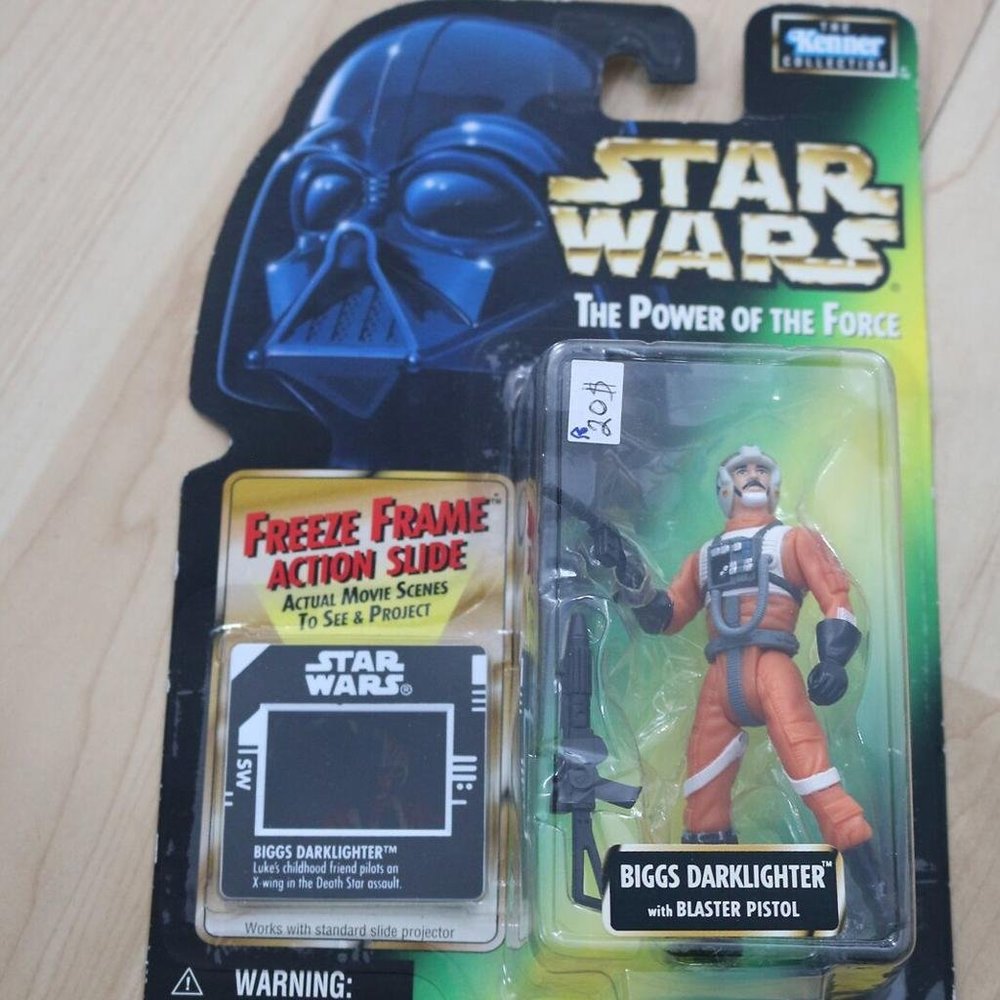 THE
Kenner
COLLECTION
STAR
WARS®
THE POWER OF THE FORCE
20$
FREEZE FRAME™
ACTION SLIDE
ACTUAL MOVIE SCENES
TO SEE & PROJECT
STAR
WARS®
SW
BIGGS DARKLIGHTER™
Luke's childhood friend pilots an
X-wing in the Death Star assault.
Works with standard slide projector
BIGGS DARKLIGHTER™
with BLASTER PISTOL
WARNING: